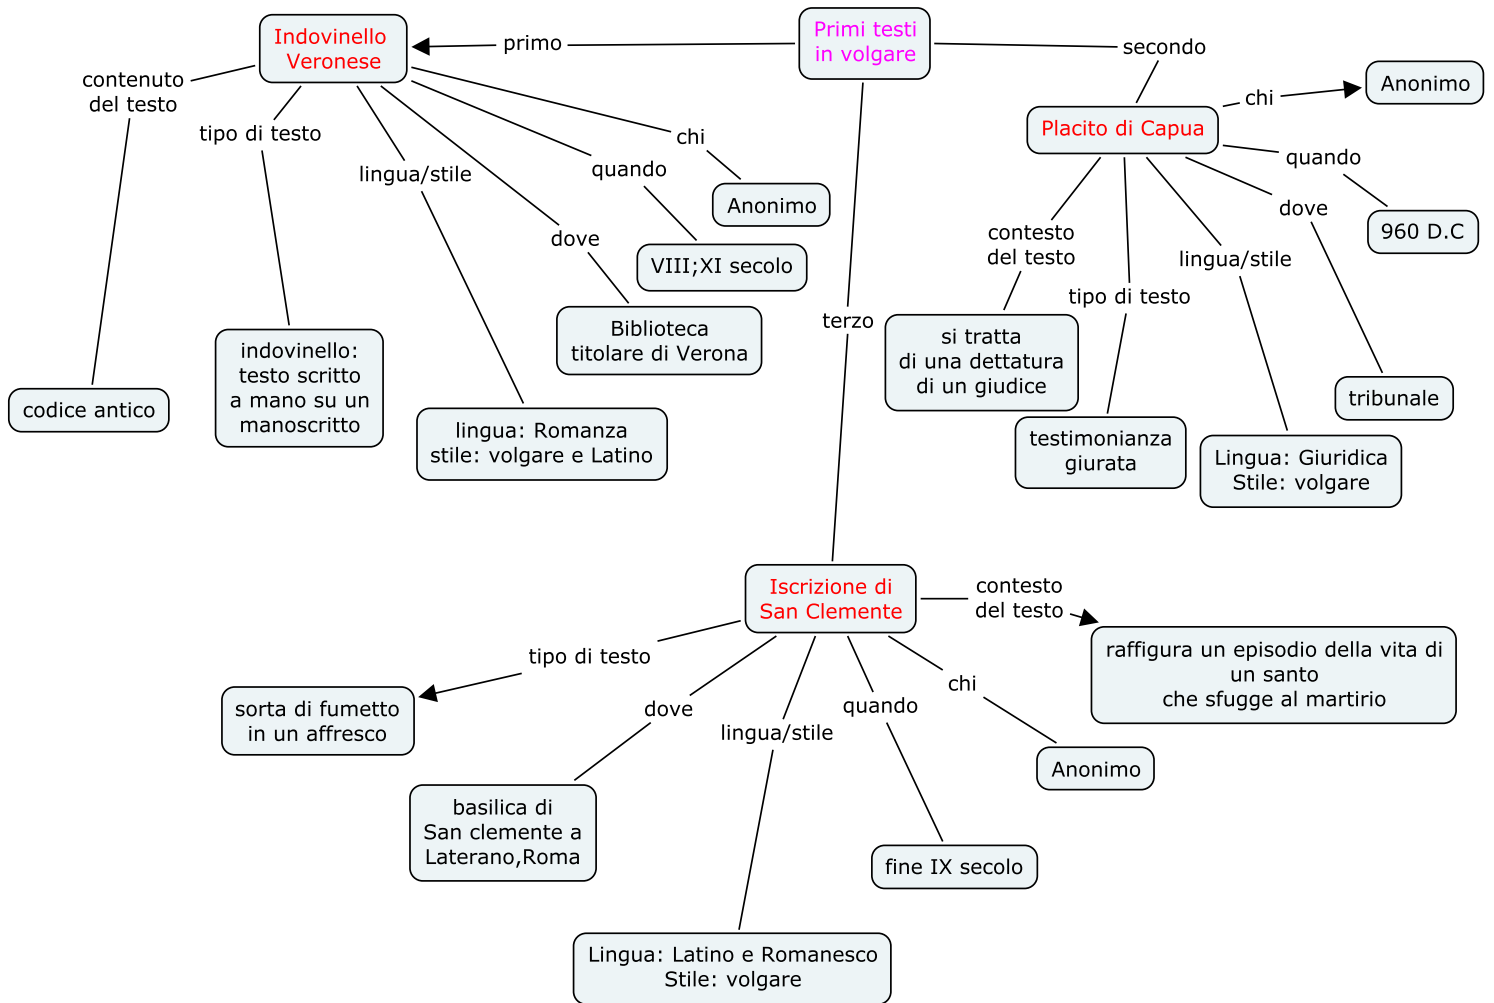 Primi testi
in volgare
primo
secondo
terzo
Indovinello
Veronese
contenuto
del testo
codice antico
tipo di testo
indovinello:
testo scritto
a mano su un
manoscritto
lingua/stile
lingua: Romanza
stile: volgare e Latino
dove
Biblioteca
titolare di Verona
quando
VIII;XI secolo
chi
Anonimo
Placito di Capua
chi
Anonimo
quando
960 D.C
dove
tribunale
lingua/stile
Lingua: Giuridica
Stile: volgare
tipo di testo
testimonianza
giurata
contesto
del testo
si tratta
di una dettatura
di un giudice
Iscrizione di
San Clemente
contesto
del testo
raffigura un episodio della vita di
un santo
che sfugge al martirio
chi
Anonimo
quando
fine IX secolo
lingua/stile
Lingua: Latino e Romanesco
Stile: volgare
dove
basilica di
San clemente a
Laterano,Roma
tipo di testo
sorta di fumetto
in un affresco